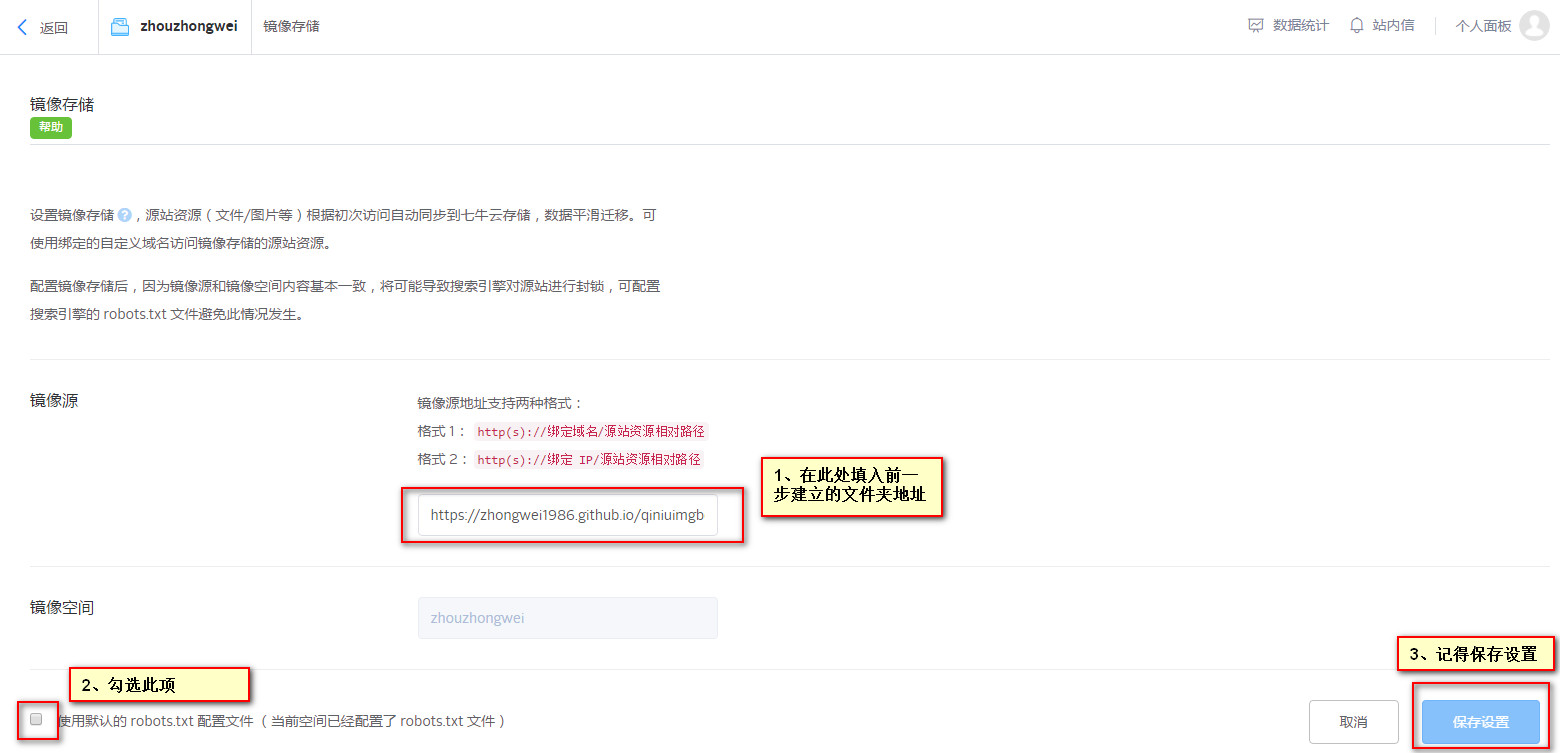 返回
zhouzhongwei
镜像存储
数据统计
站内信
个人面板
镜像存储
帮助
设置镜像存储 ? ，源站资源（文件/图片等）根据初次访问自动同步到七牛云存储，数据平滑迁移。可
使用绑定的自定义域名访问镜像存储的源站资源。
配置镜像存储后，因为镜像源和镜像空间内容基本一致，将可能导致搜索引擎对源站进行封锁，可配置
搜索引擎的 robots.txt 文件避免此情况发生。
镜像源
镜像源地址支持两种格式：
格式 1： http(s)://绑定域名/源站资源相对路径
格式 2： http(s)://绑定 IP/源站资源相对路径
1、在此处填入前一
步建立的文件夹地址
https://zhongwei1986.github.io/qiniuimgb
镜像空间
zhouzhongwei
3、记得保存设置
2、勾选此项
使用默认的 robots.txt 配置文件（当前空间已经配置了 robots.txt 文件）
取消
保存设置